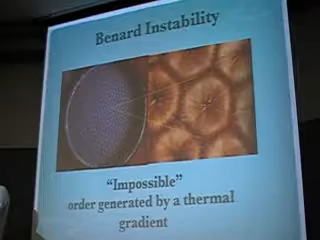 Benard Instability
“Impossible”
order generated by a thermal
gradient